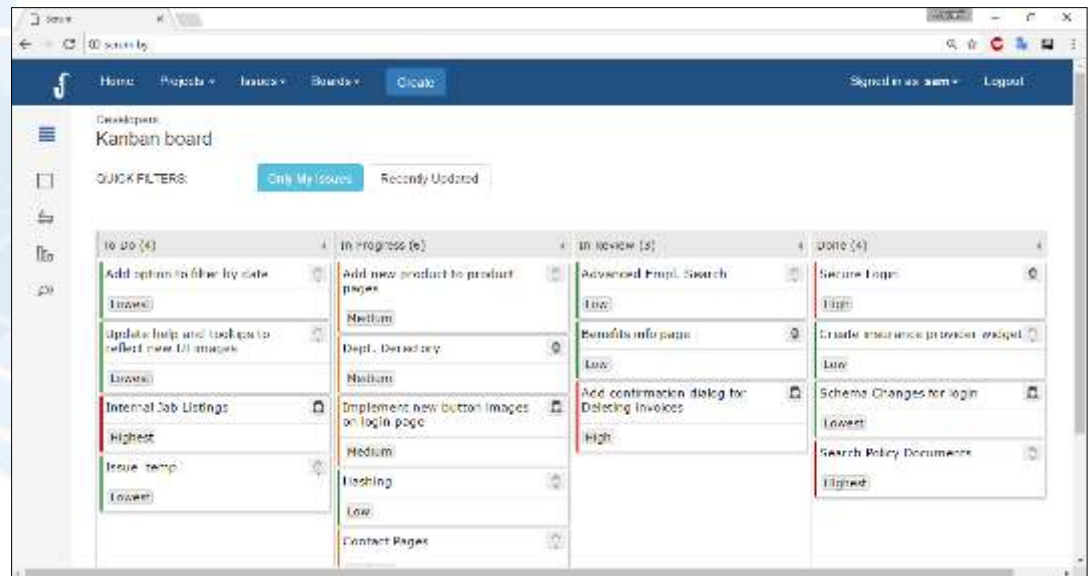 Scrum
scrum.by
Home Projects Issues Boards Create Signed in as sam Logout
Developers
Kanban board
QUICK FILTERS: Only My Issues Recently Updated
To Do (4)
Add option to filter by date
Lowest
Update help and tooltips to
reflect new UI images
Lowest
Internal Jab Listings
Highest
Issue temp
Lowest
In Progress (6)
Add new product to product
pages
Medium
Dept. Derectory
Medium
Implement new button images
on login page
Medium
Hashing
Low
Contact Pages
In Review (3)
Advanced Empl. Search
Low
Benefits info page
Low
Add confirmation dialog for
Deleting invoices
High
Done (4)
Secure Login
High
Create insurance provider widget
Low
Schema Changes for login
Lowest
Search Policy Documents
Highest